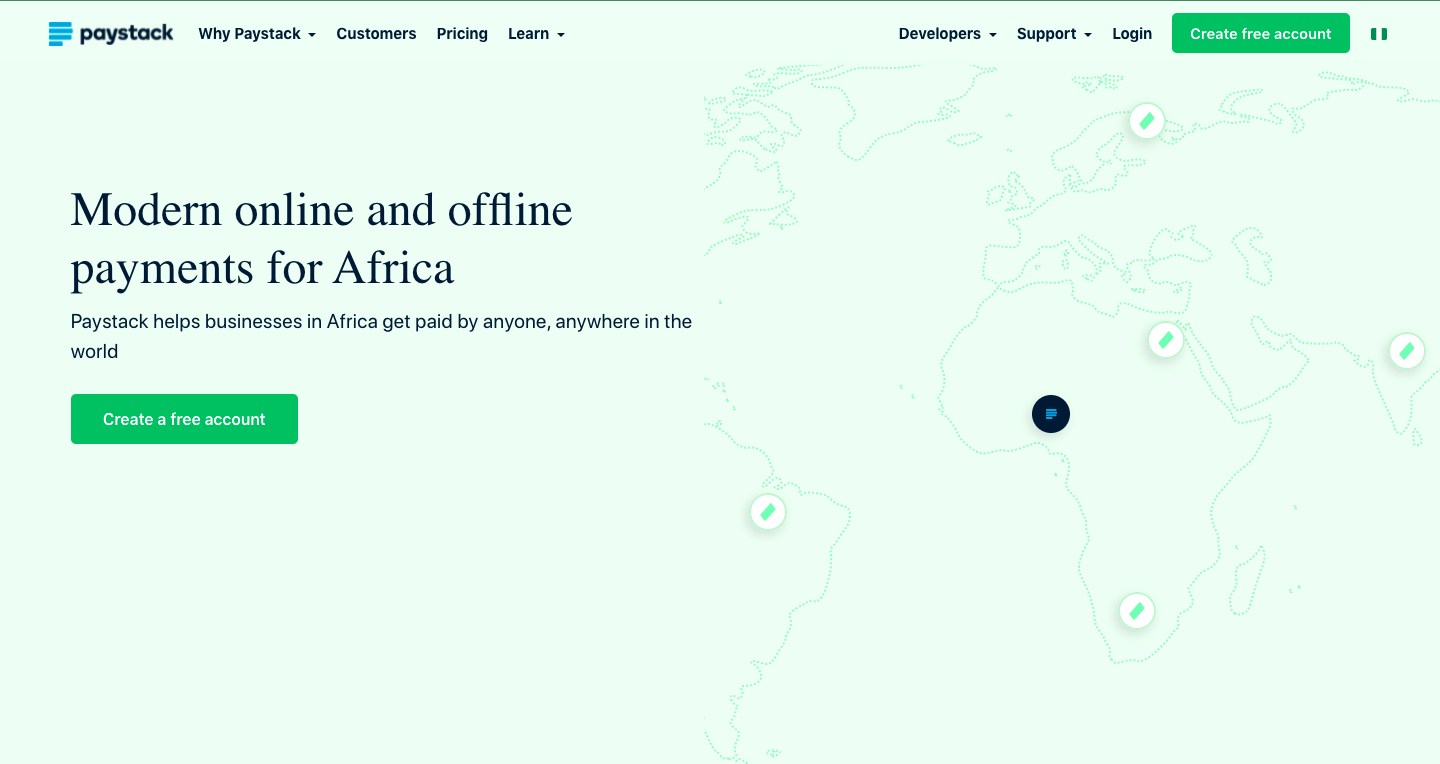 paystack
Why Paystack
Customers
Pricing
Learn
Developers
Support
Login
Create free account
Modern online and offline
payments for Africa
Paystack helps businesses in Africa get paid by anyone, anywhere in the
world
Create a free account